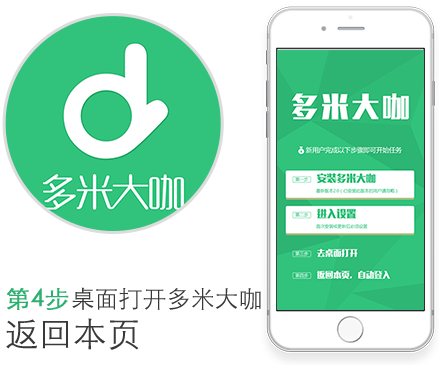 多米大咖
第4步 桌面打开多米大咖
返回本页
多米大咖
新用户完成以下步骤即可开始任务
第一步 安装多米大咖
第二步 进入设置
第三步 去桌面打开
第四步 返回本页，自动登入